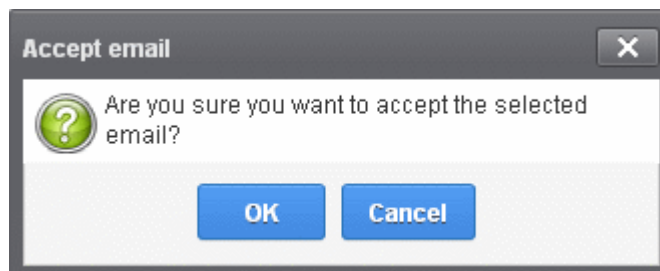 Accept email
Are you sure you want to accept the selected
email?
OK
Cancel